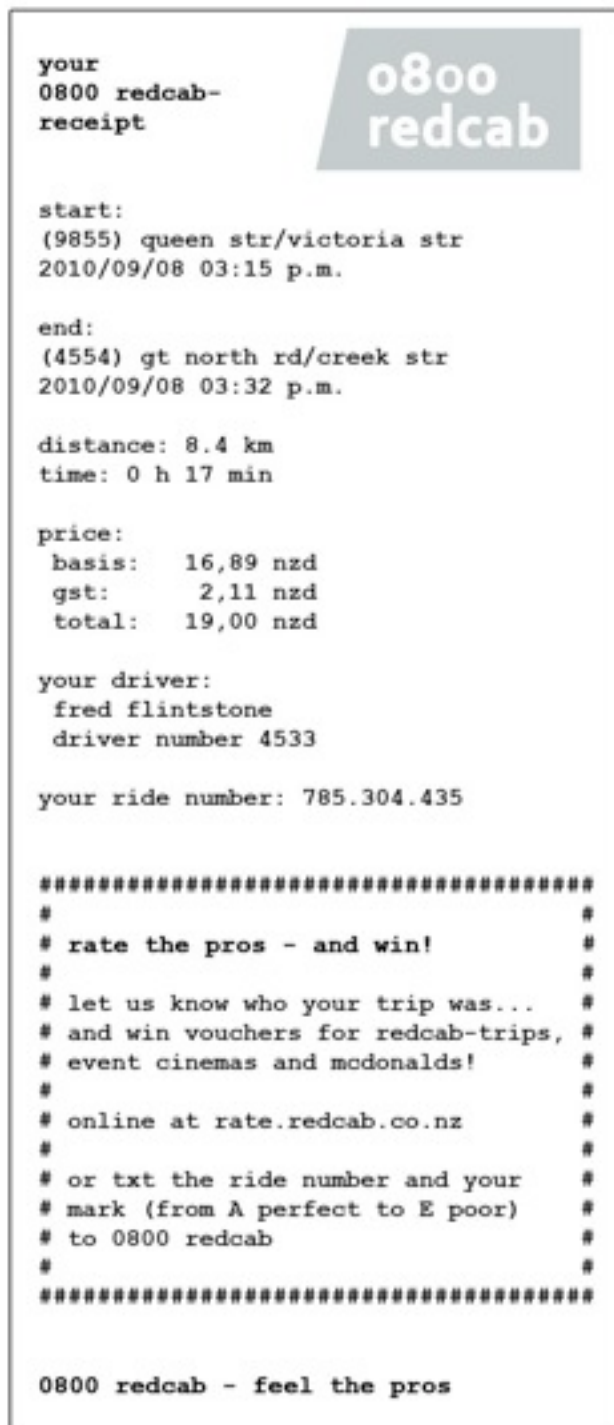 your
0800 redcab-
receipt
o8oo
redcab
start:
(9855) queen str/victoria str
2010/09/08 03:15 p.m.
end:
(4554) gt north rd/creek str
2010/09/08 03:32 p.m.
distance: 8.4 km
time: 0 h 17 min
price:
basis: 16,89 nzd
gst: 2,11 nzd
total: 19,00 nzd
your driver:
fred flintstone
driver number 4533
your ride number: 785.304.435
######################################
# #
# rate the pros - and win! #
# #
# let us know who your trip was... #
# and win vouchers for redcab-trips, #
# event cinemas and mcdonalds! #
# #
# online at rate.redcab.co.nz #
# #
# or txt the ride number and your #
# mark (from A perfect to E poor) #
# to 0800 redcab #
# #
######################################
0800 redcab - feel the pros